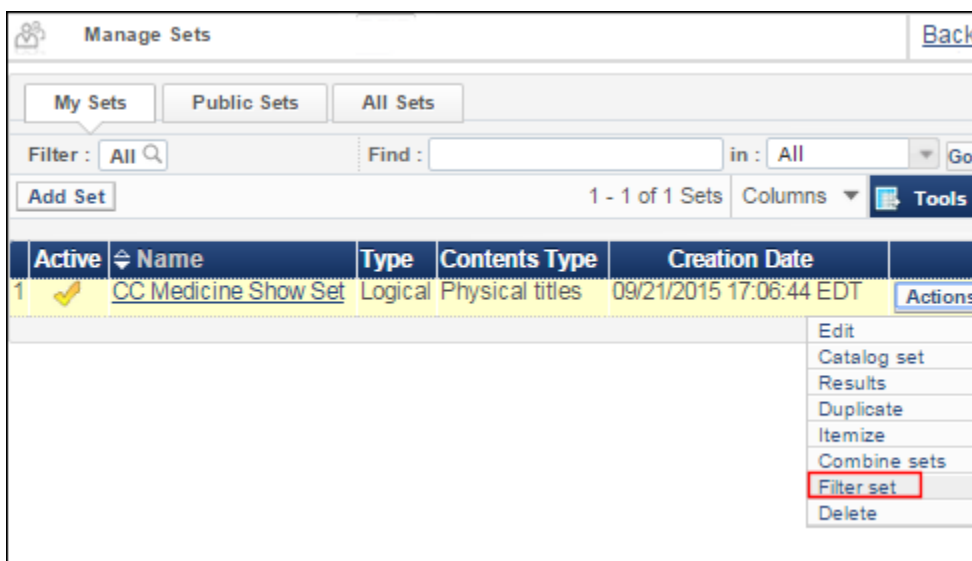 Manage Sets Back
My Sets Public Sets All Sets
Filter : All Find : in : All Go
Add Set 1 - 1 of 1 Sets Columns Tools
Active Name Type Contents Type Creation Date
1 CC Medicine Show Set Logical Physical titles 09/21/2015 17:06:44 EDT Actions
Edit
Catalog set
Results
Duplicate
Itemize
Combine sets
Filter set
Delete